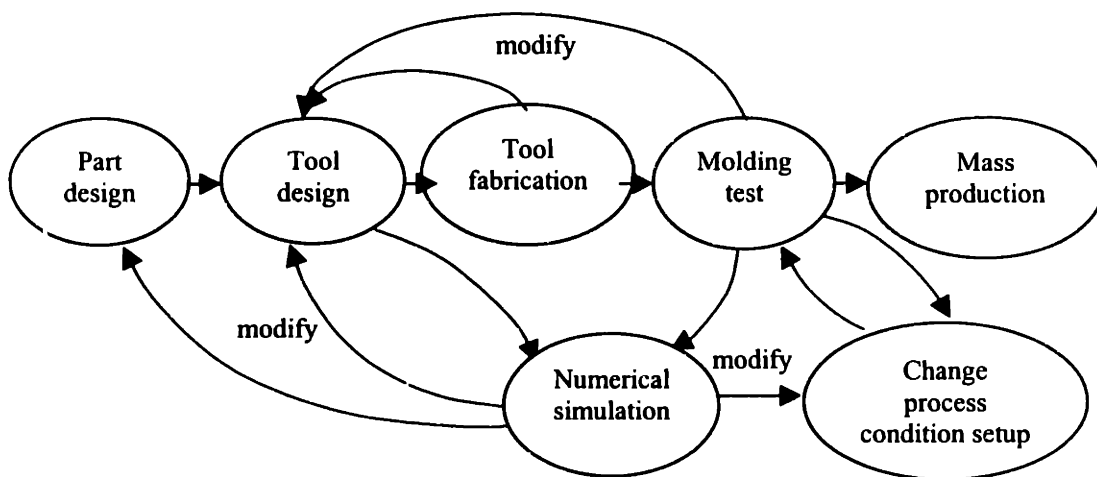 modify
Part
design
Tool
design
Tool
fabrication
Molding
test
Mass
production
modify
Numerical
simulation
modify
Change
process
condition setup